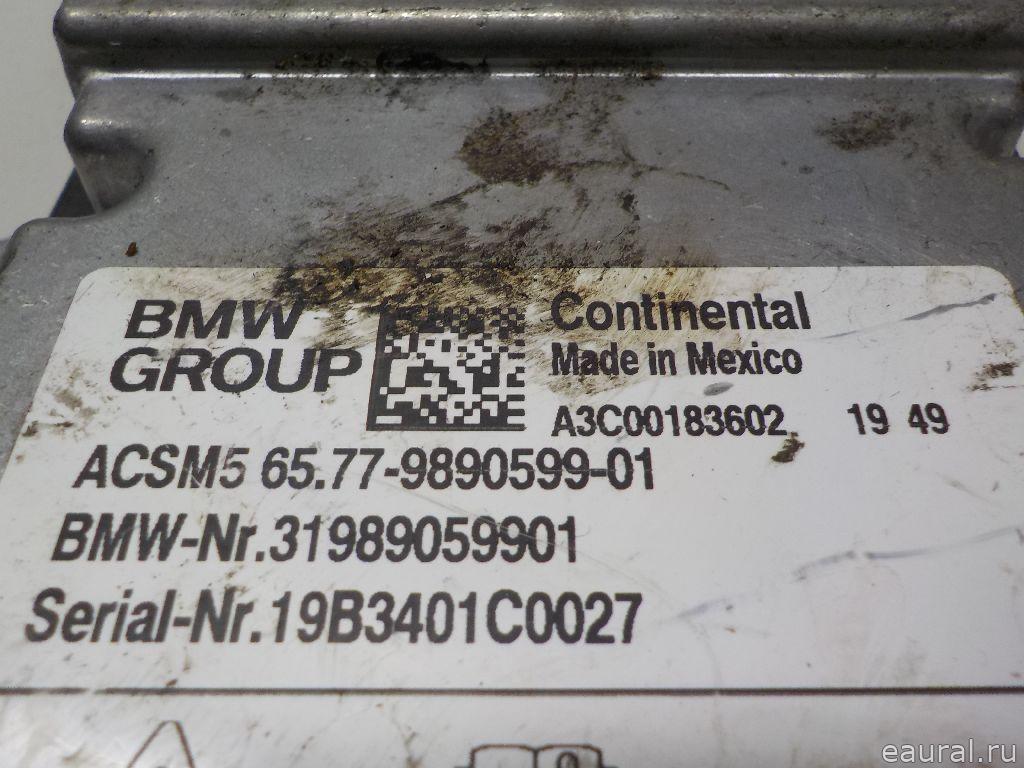 BMW
GROUP
Continental
Made in Mexico
A3C00183602 19 49
ACSM5 65.77-9890599-01
BMW-Nr.31989059901
Serial-Nr.19B3401C0027
eaural.ru